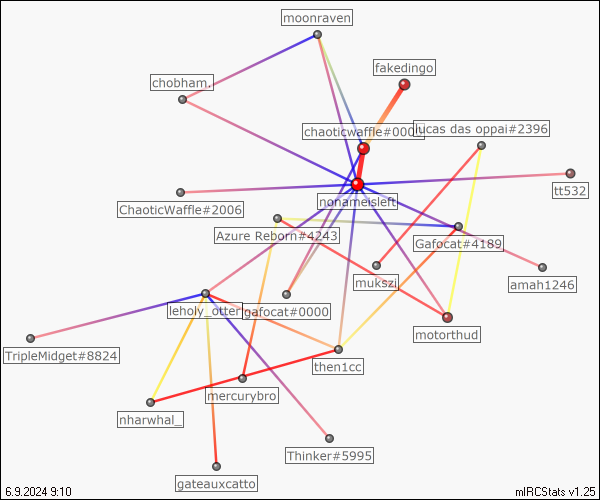 moonraven
fakedingo
chobham.
chaoticwaffle#000
lucas das oppai#2396
tt532
ChaoticWaffle#2006
nonameisleft
Azure Reborn#4243
Gafocat#4189
mukszi
amah1246
leholy_otter
gafocat#0000
motorthud
TripleMidget#8824
then1cc
mercurybro
nharwhal_
Thinker#5995
gateauxcatto
6.9.2024 9:10
mIRCStats v1.25